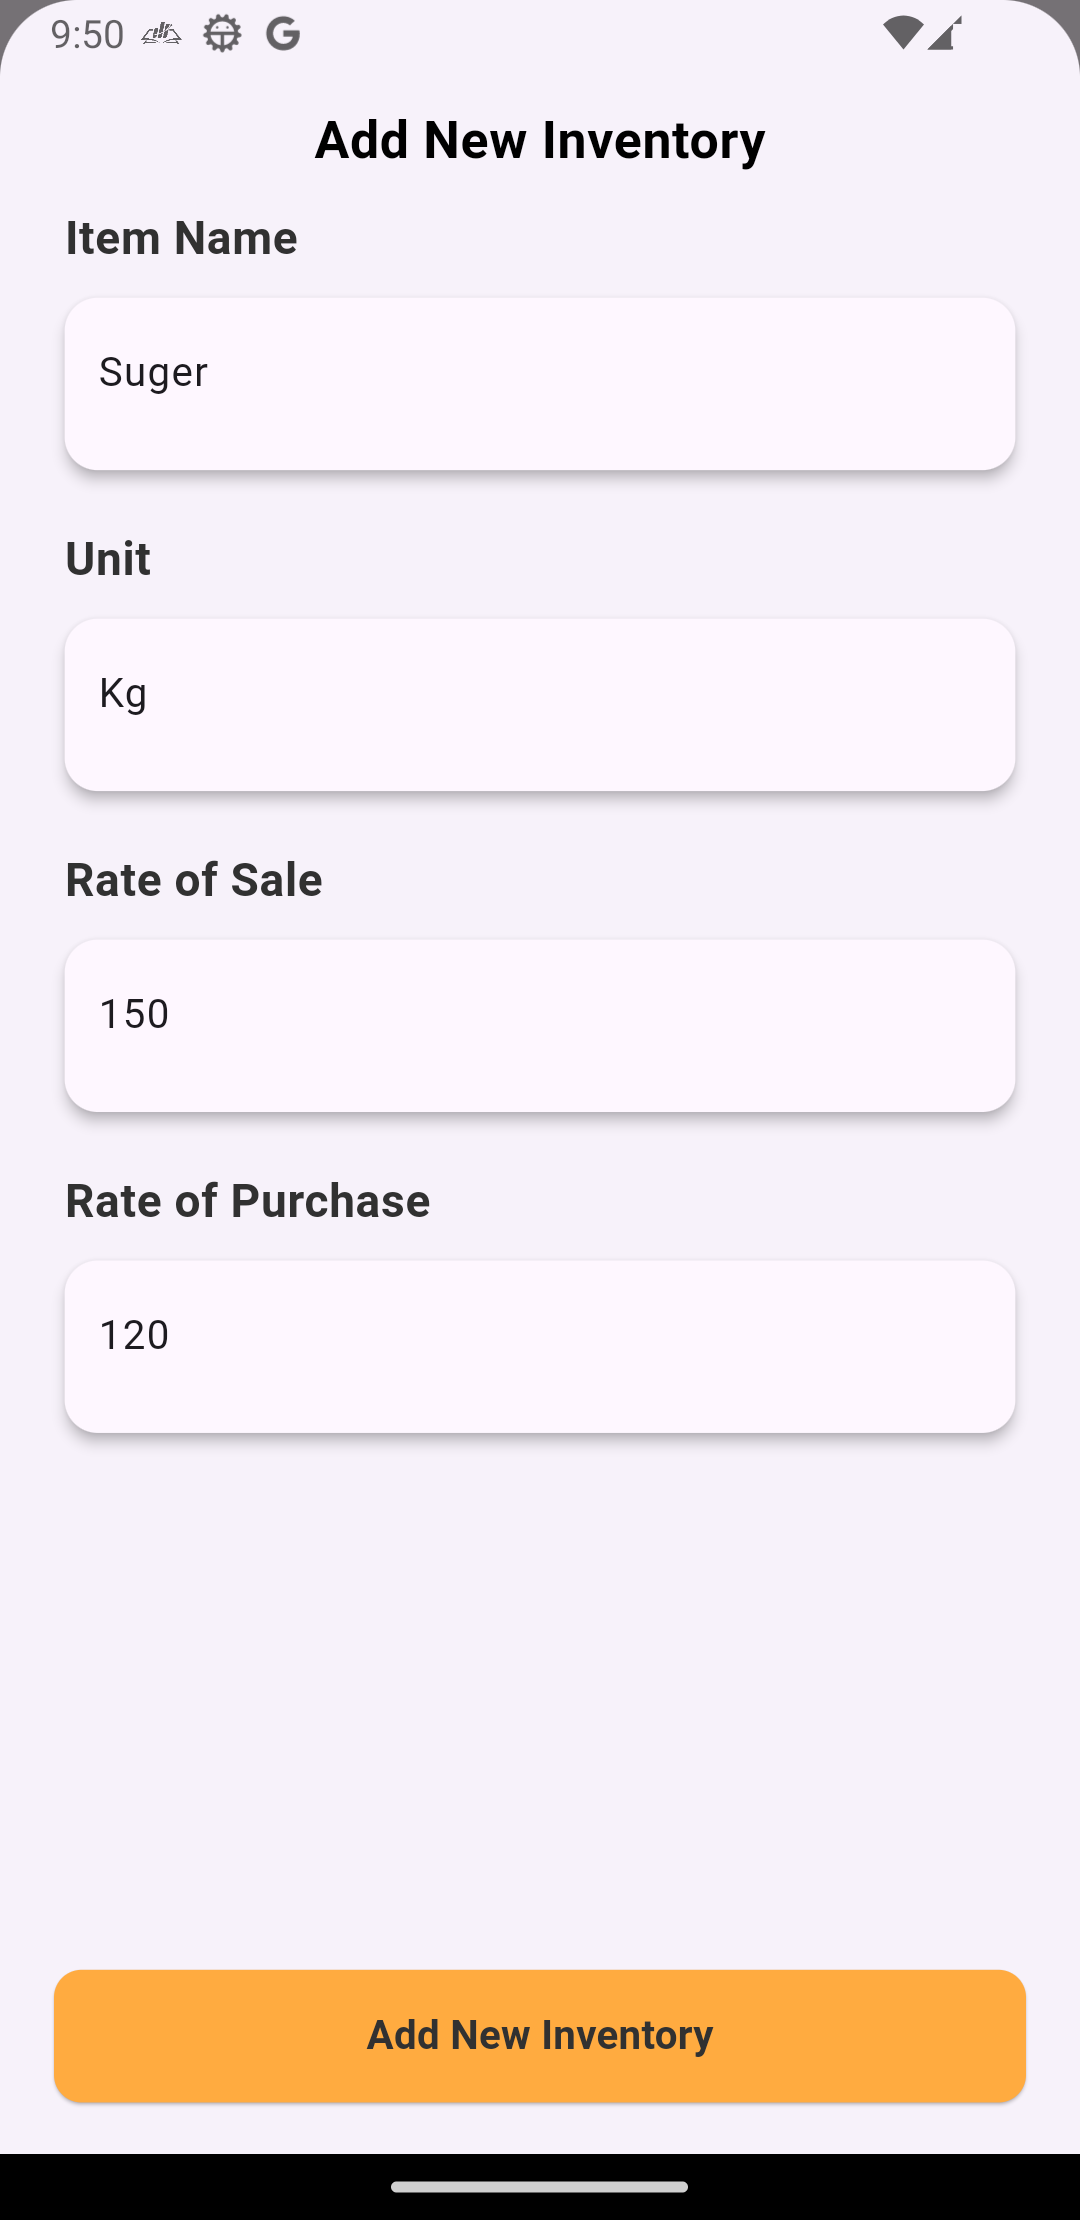 9:50
Add New Inventory
Item Name
Suger
Unit
Kg
Rate of Sale
150
Rate of Purchase
120
Add New Inventory